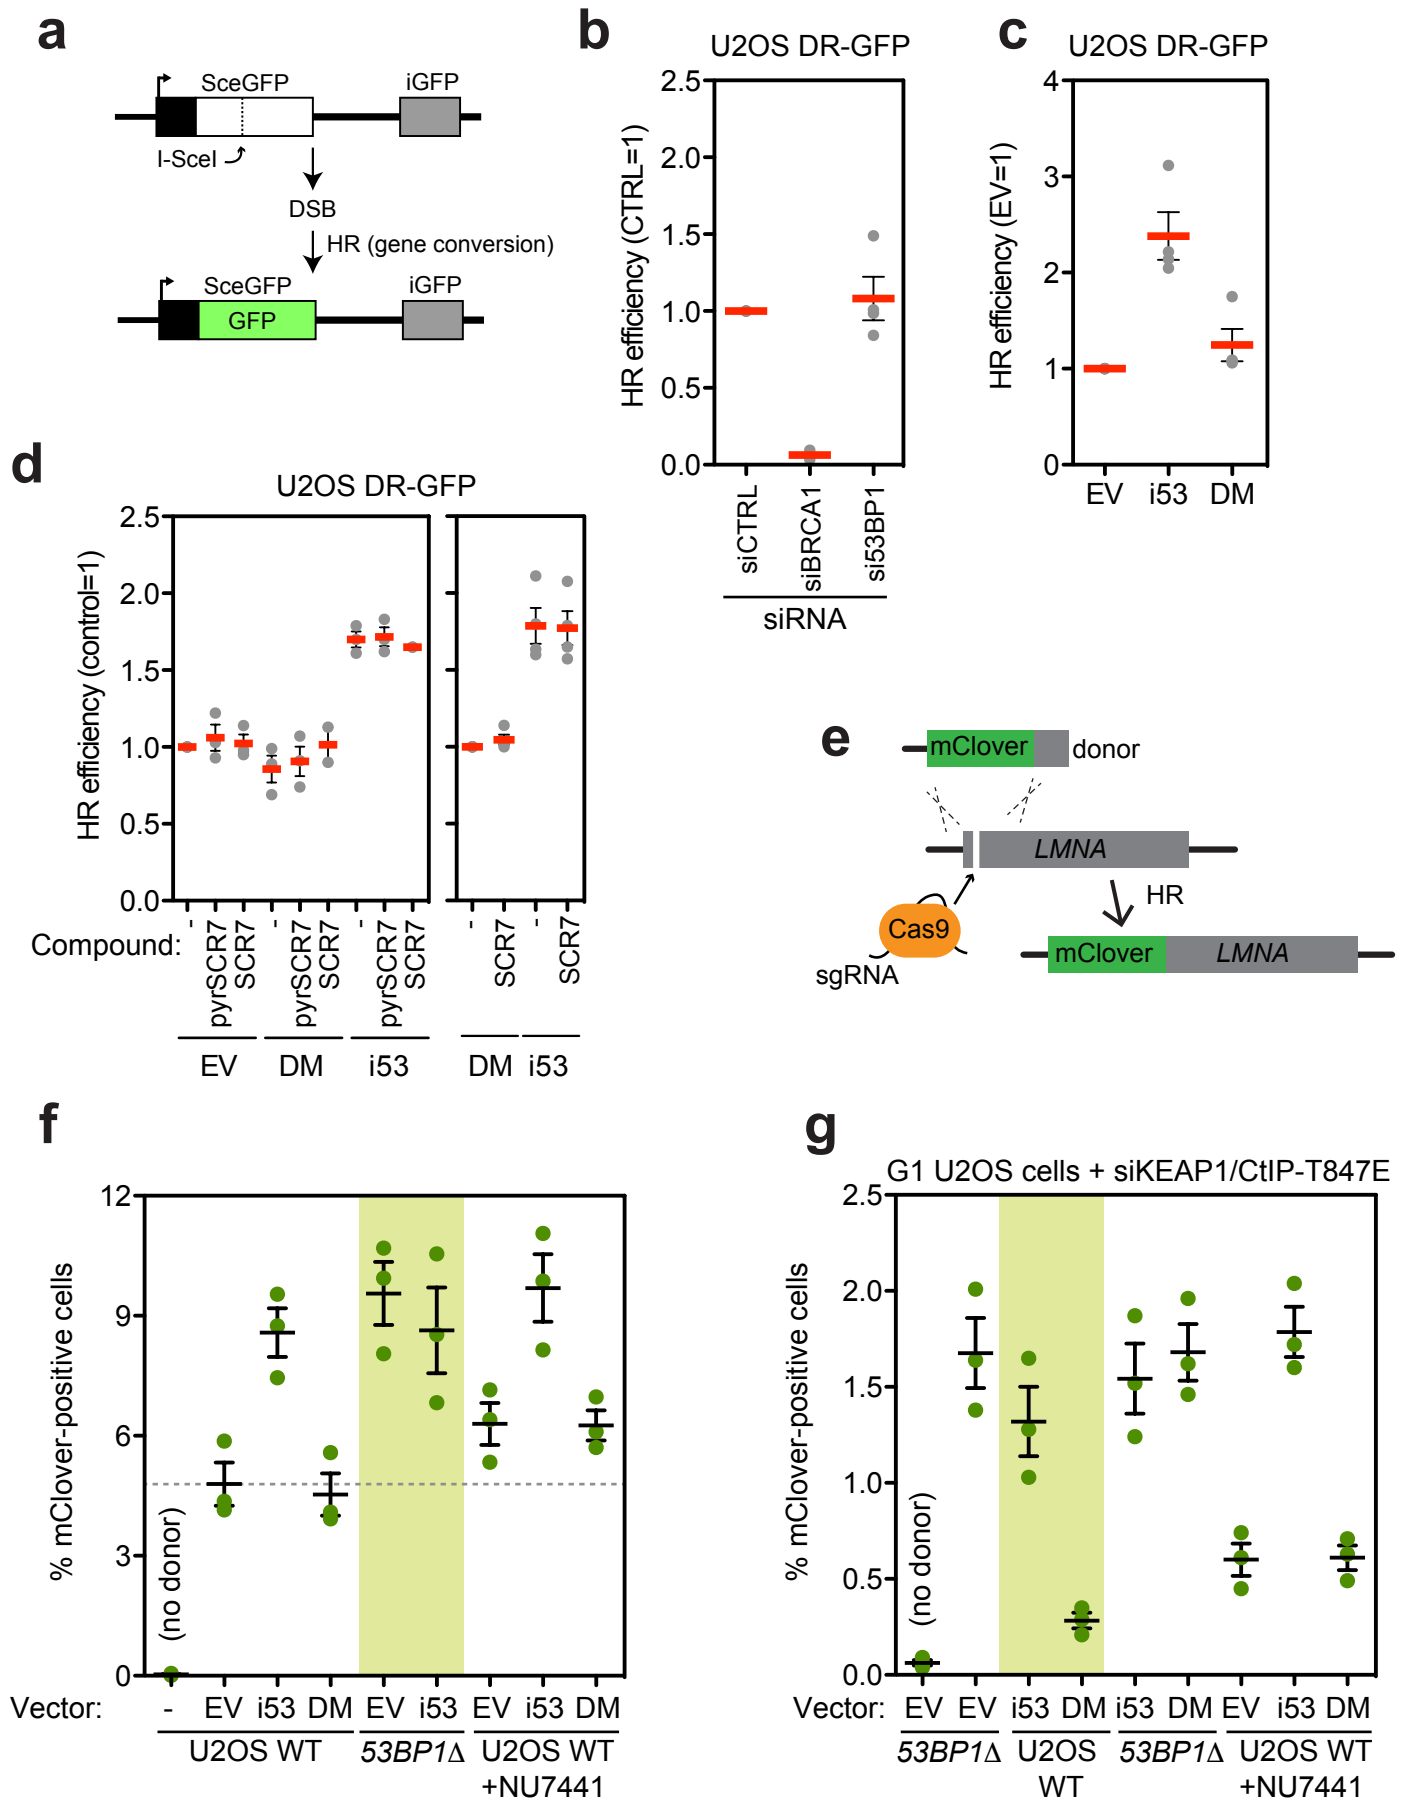 a
SceGFP
iGFP
I-SceI
DSB
HR (gene conversion)
SceGFP
iGFP
GFP
b
U2OS DR-GFP
HR efficiency (CTRL=1)
2.5
2.0
1.5
1.0
0.5
0.0
siCTRL
siBRCA1
si53BP1
siRNA
c
U2OS DR-GFP
HR efficiency (EV=1)
4
3
2
1
0
EV i53 DM
d
U2OS DR-GFP
HR efficiency (control=1)
2.5
2.0
1.5
1.0
0.5
0.0
Compound:
-
pyrSCR7
SCR7
-
pyrSCR7
SCR7
-
pyrSCR7
SCR7
-
SCR7
-
SCR7
EV DM i53 DM i53
e
mClover
donor
LMNA
HR
Cas9
sgRNA
mClover LMNA
f
% mClover-positive cells
12
9
6
3
0
(no donor)
Vector: - EV i53 DM EV i53 EV i53 DM
U2OS WT 53BP1Δ U2OS WT
+NU7441
g
G1 U2OS cells + siKEAP1/CtIP-T847E
% mClover-positive cells
2.5
2.0
1.5
1.0
0.5
0.0
(no donor)
Vector: EV EV i53 DM i53 DM EV i53 DM
53BP1Δ U2OS 53BP1Δ U2OS WT
WT +NU7441